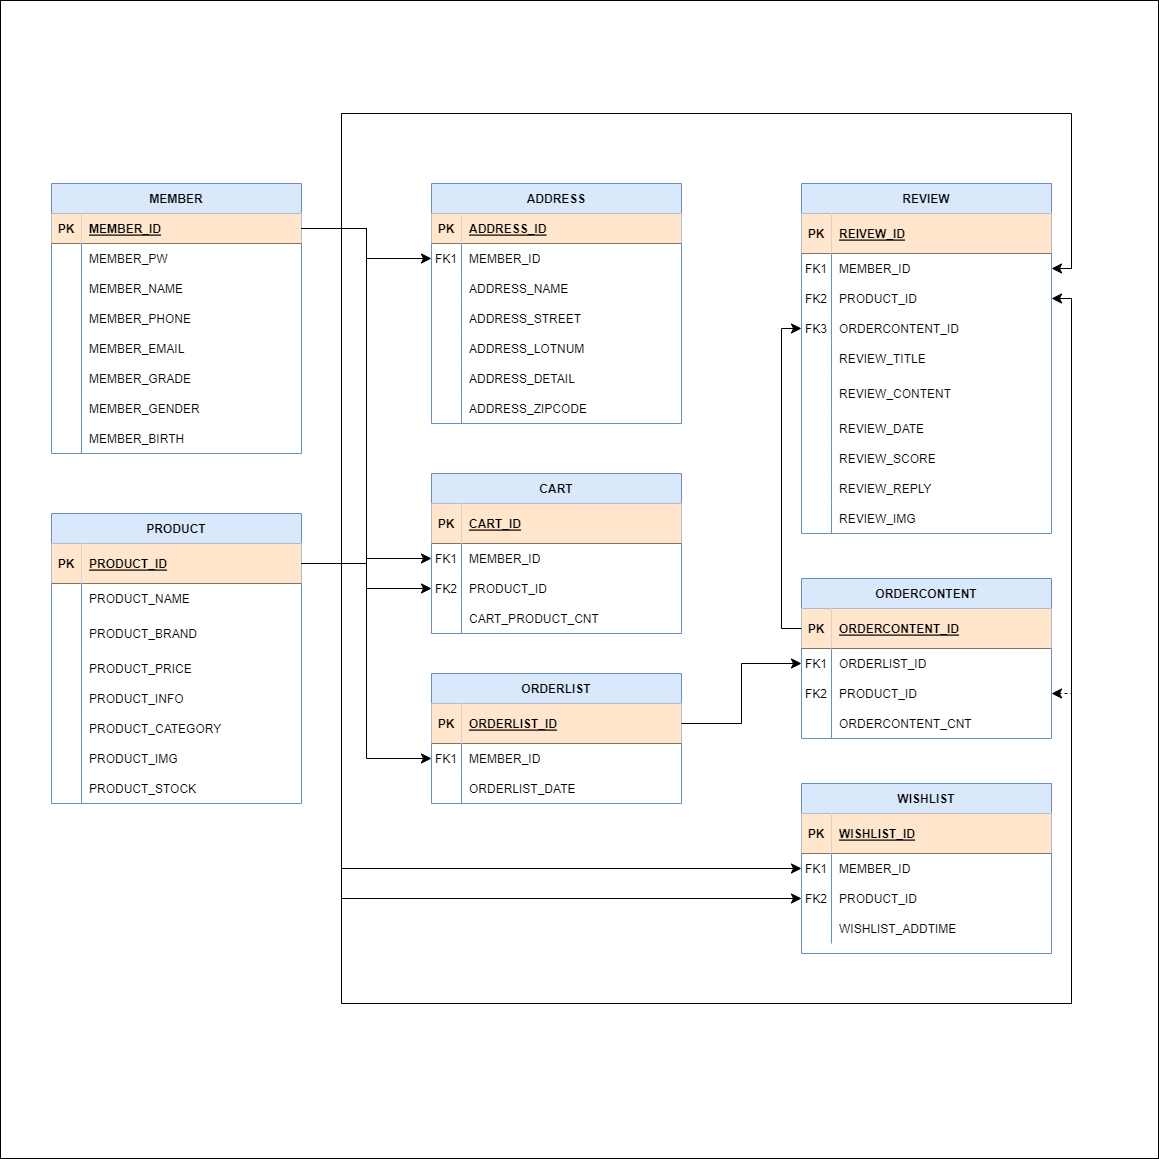 MEMBER
PK MEMBER_ID
MEMBER_PW
MEMBER_NAME
MEMBER_PHONE
MEMBER_EMAIL
MEMBER_GRADE
MEMBER_GENDER
MEMBER_BIRTH
PRODUCT
PK PRODUCT_ID
PRODUCT_NAME
PRODUCT_BRAND
PRODUCT_PRICE
PRODUCT_INFO
PRODUCT_CATEGORY
PRODUCT_IMG
PRODUCT_STOCK
ADDRESS
PK ADDRESS_ID
FK1 MEMBER_ID
ADDRESS_NAME
ADDRESS_STREET
ADDRESS_LOTNUM
ADDRESS_DETAIL
ADDRESS_ZIPCODE
CART
PK CART_ID
FK1 MEMBER_ID
FK2 PRODUCT_ID
CART_PRODUCT_CNT
ORDERLIST
PK ORDERLIST_ID
FK1 MEMBER_ID
ORDERLIST_DATE
REVIEW
PK REIVEW_ID
FK1 MEMBER_ID
FK2 PRODUCT_ID
FK3 ORDERCONTENT_ID
REVIEW_TITLE
REVIEW_CONTENT
REVIEW_DATE
REVIEW_SCORE
REVIEW_REPLY
REVIEW_IMG
ORDERCONTENT
PK ORDERCONTENT_ID
FK1 ORDERLIST_ID
FK2 PRODUCT_ID
ORDERCONTENT_CNT
WISHLIST
PK WISHLIST_ID
FK1 MEMBER_ID
FK2 PRODUCT_ID
WISHLIST_ADDTIME